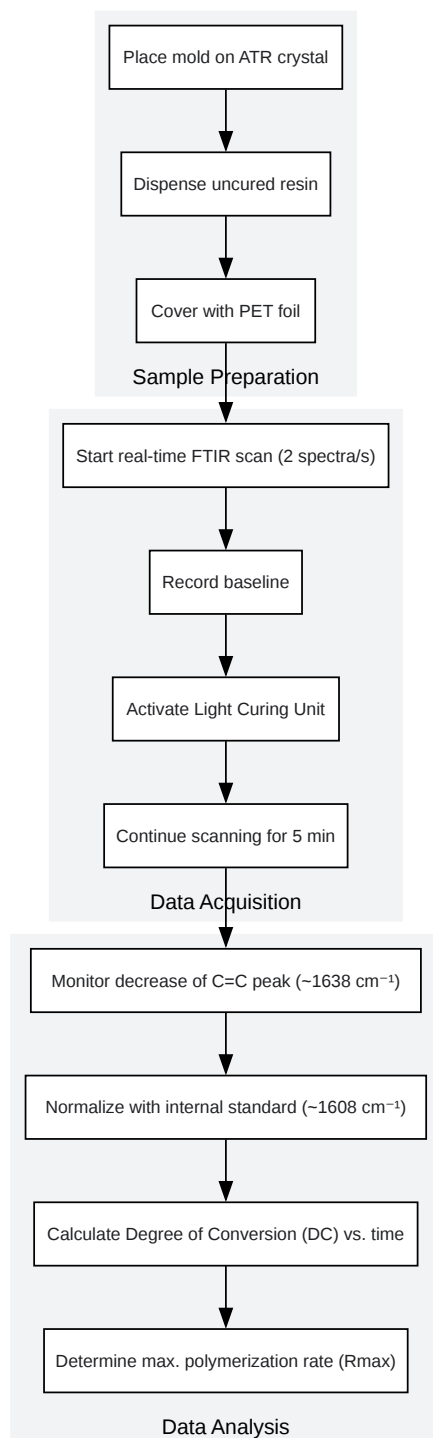 Place mold on ATR crystal
Dispense uncured resin
Cover with PET foil
Sample Preparation
Start real-time FTIR scan (2 spectra/s)
Record baseline
Activate Light Curing Unit
Continue scanning for 5 min
Data Acquisition
Monitor decrease of C=C peak (~1638 cm⁻¹)
Normalize with internal standard (~1608 cm⁻¹)
Calculate Degree of Conversion (DC) vs. time
Determine max. polymerization rate (Rmax)
Data Analysis